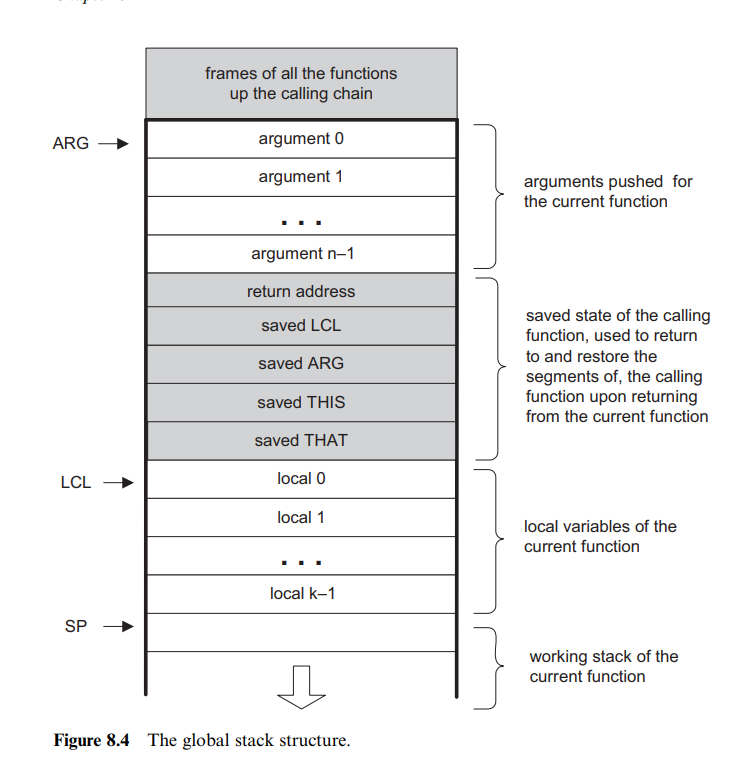 frames of all the functions
up the calling chain
ARG
argument 0
argument 1
. . .
argument n–1
arguments pushed for
the current function
return address
saved LCL
saved ARG
saved THIS
saved THAT
saved state of the calling
function, used to return
to and restore the
segments of, the calling
function upon returning
from the current function
LCL
local 0
local 1
. . .
local k–1
local variables of the
current function
SP
working stack of the
current function
Figure 8.4 The global stack structure.